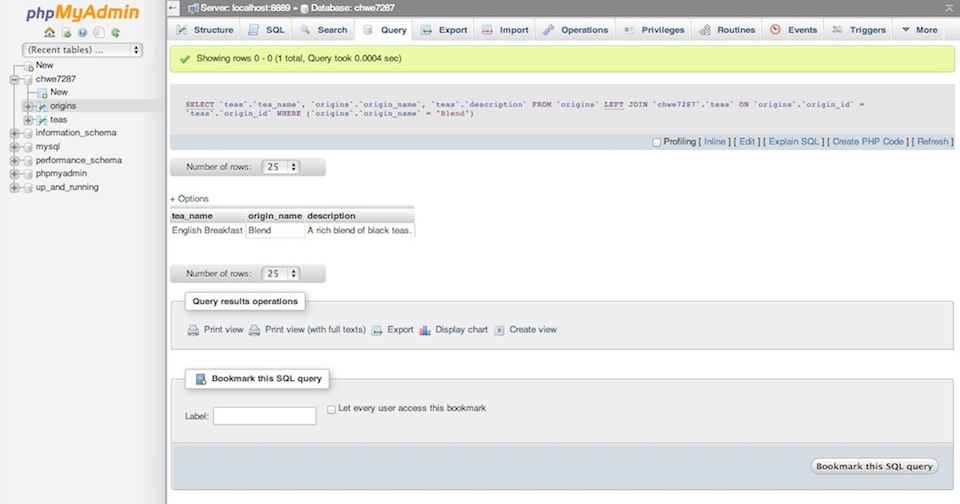 phpMyAdmin
(Recent tables) ...
New
chwe7287
New
origins
teas
information_schema
mysql
performance_schema
phpmyadmin
up_and_running
Server: localhost:8889 » Database: chwe7287
Structure SQL Search Query Export Import Operations Privileges Routines Events Triggers More
Showing rows 0 - 0 (1 total, Query took 0.0004 sec)
SELECT `teas`.`tea_name`, `origins`.`origin_name`, `teas`.`description` FROM `origins` LEFT JOIN `chwe7287`.`teas` ON `origins`.`origin_id` =
`teas`.`origin_id` WHERE (`origins`.`origin_name` = "Blend")
Profiling [ Inline ] [ Edit ] [ Explain SQL ] [ Create PHP Code ] [ Refresh ]
Number of rows: 25
+ Options
tea_name origin_name description
English Breakfast Blend A rich blend of black teas.
Number of rows: 25
Query results operations
Print view Print view (with full texts) Export Display chart Create view
Bookmark this SQL query
Label: Let every user access this bookmark
Bookmark this SQL query